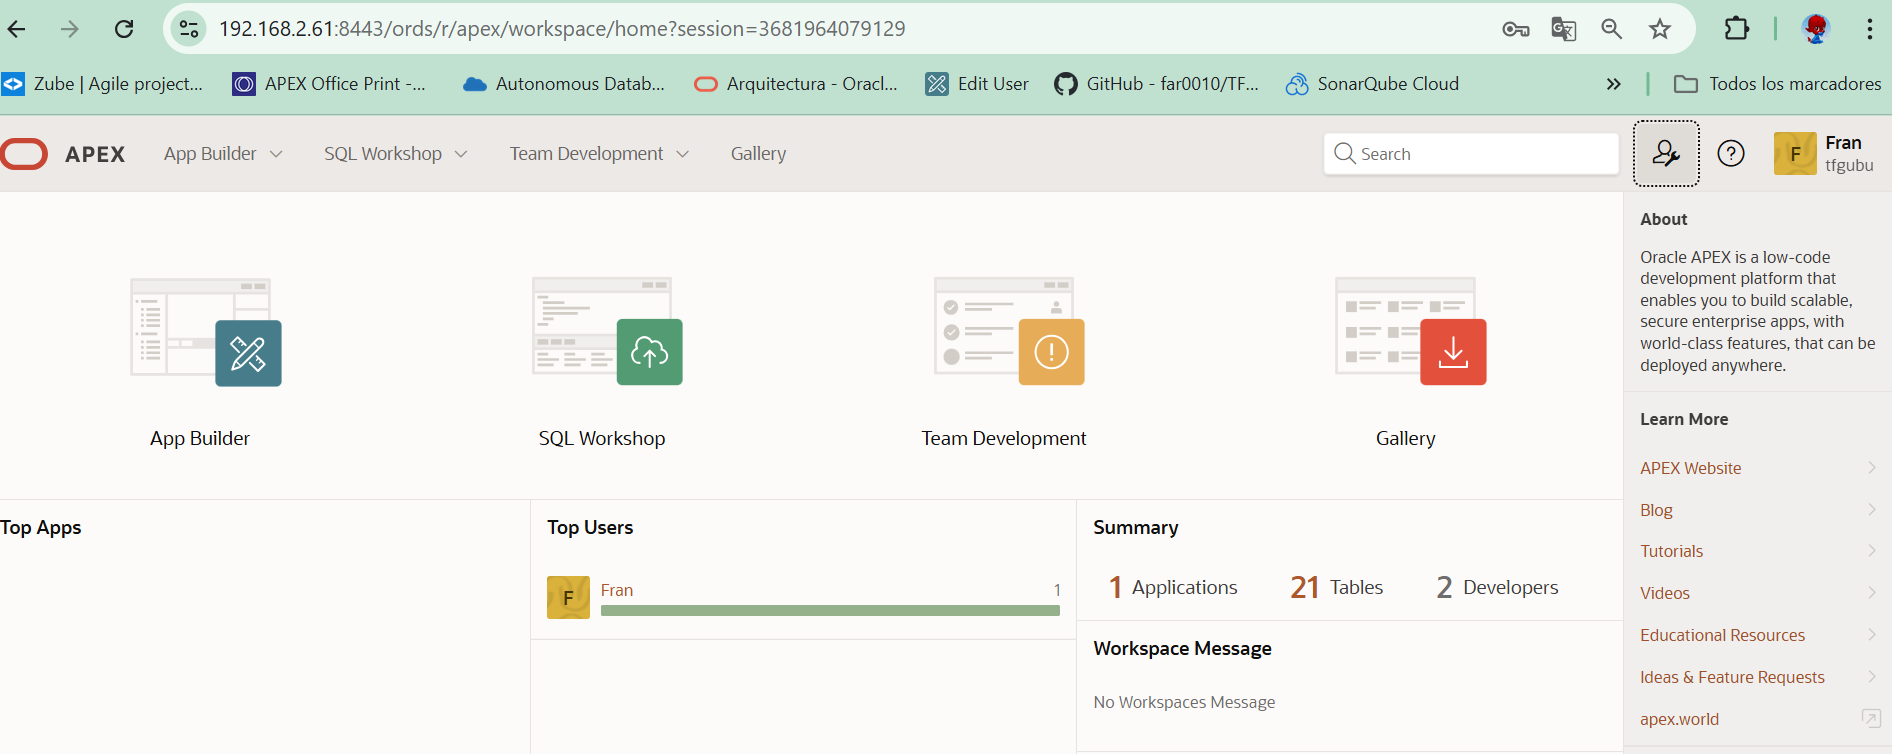 192.168.2.61:8443/ords/r/apex/workspace/home?session=3681964079129
Zube | Agile project... APEX Office Print -... Autonomous Datab... Arquitectura - Oracl... Edit User GitHub - far0010/TF... SonarQube Cloud » Todos los marcadores
APEX App Builder SQL Workshop Team Development Gallery Search ? F Fran
tfgubu
App Builder SQL Workshop Team Development Gallery
Top Apps
Top Users
F Fran 1
Summary
1 Applications 21 Tables 2 Developers
Workspace Message
No Workspaces Message
About
Oracle APEX is a low-code
development platform that
enables you to build scalable,
secure enterprise apps, with
world-class features, that can be
deployed anywhere.
Learn More
APEX Website
Blog
Tutorials
Videos
Educational Resources
Ideas & Feature Requests
apex.world